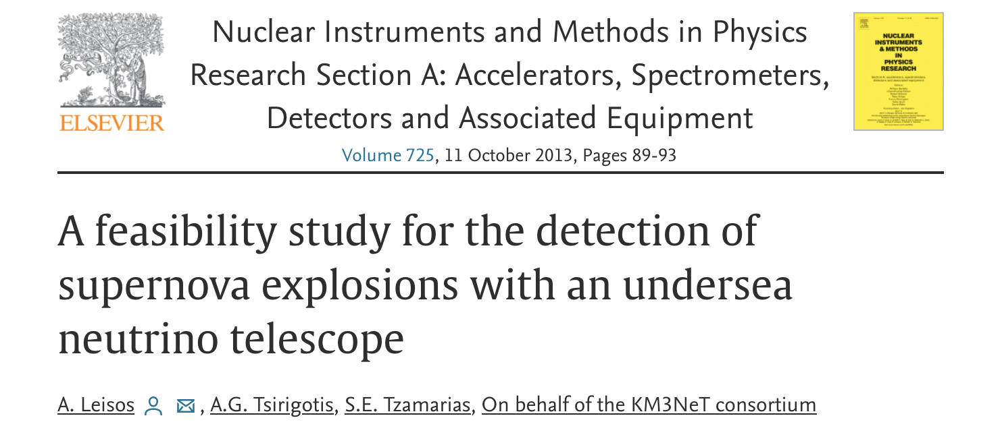 Nuclear Instruments and Methods in Physics
Research Section A: Accelerators, Spectrometers,
Detectors and Associated Equipment
Volume 725, 11 October 2013, Pages 89-93
ELSEVIER
NUCLEAR
INSTRUMENTS
& METHODS
IN
PHYSICS
RESEARCH
A feasibility study for the detection of
supernova explosions with an undersea
neutrino telescope
A. Leisos , A.G. Tsirigotis, S.E. Tzamarias, On behalf of the KM3NeT consortium